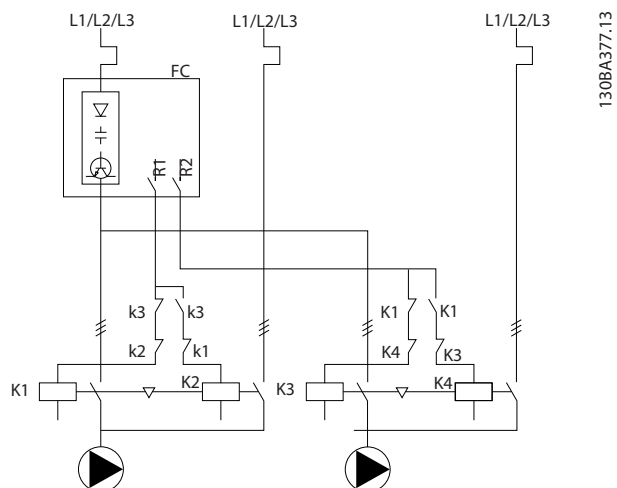 L1/L2/L3 L1/L2/L3 L1/L2/L3
130BA377.13
FC
R1 R2
k3 k3 K1 K1
k2 k1 K4 K3
K1 K2 K3 K4